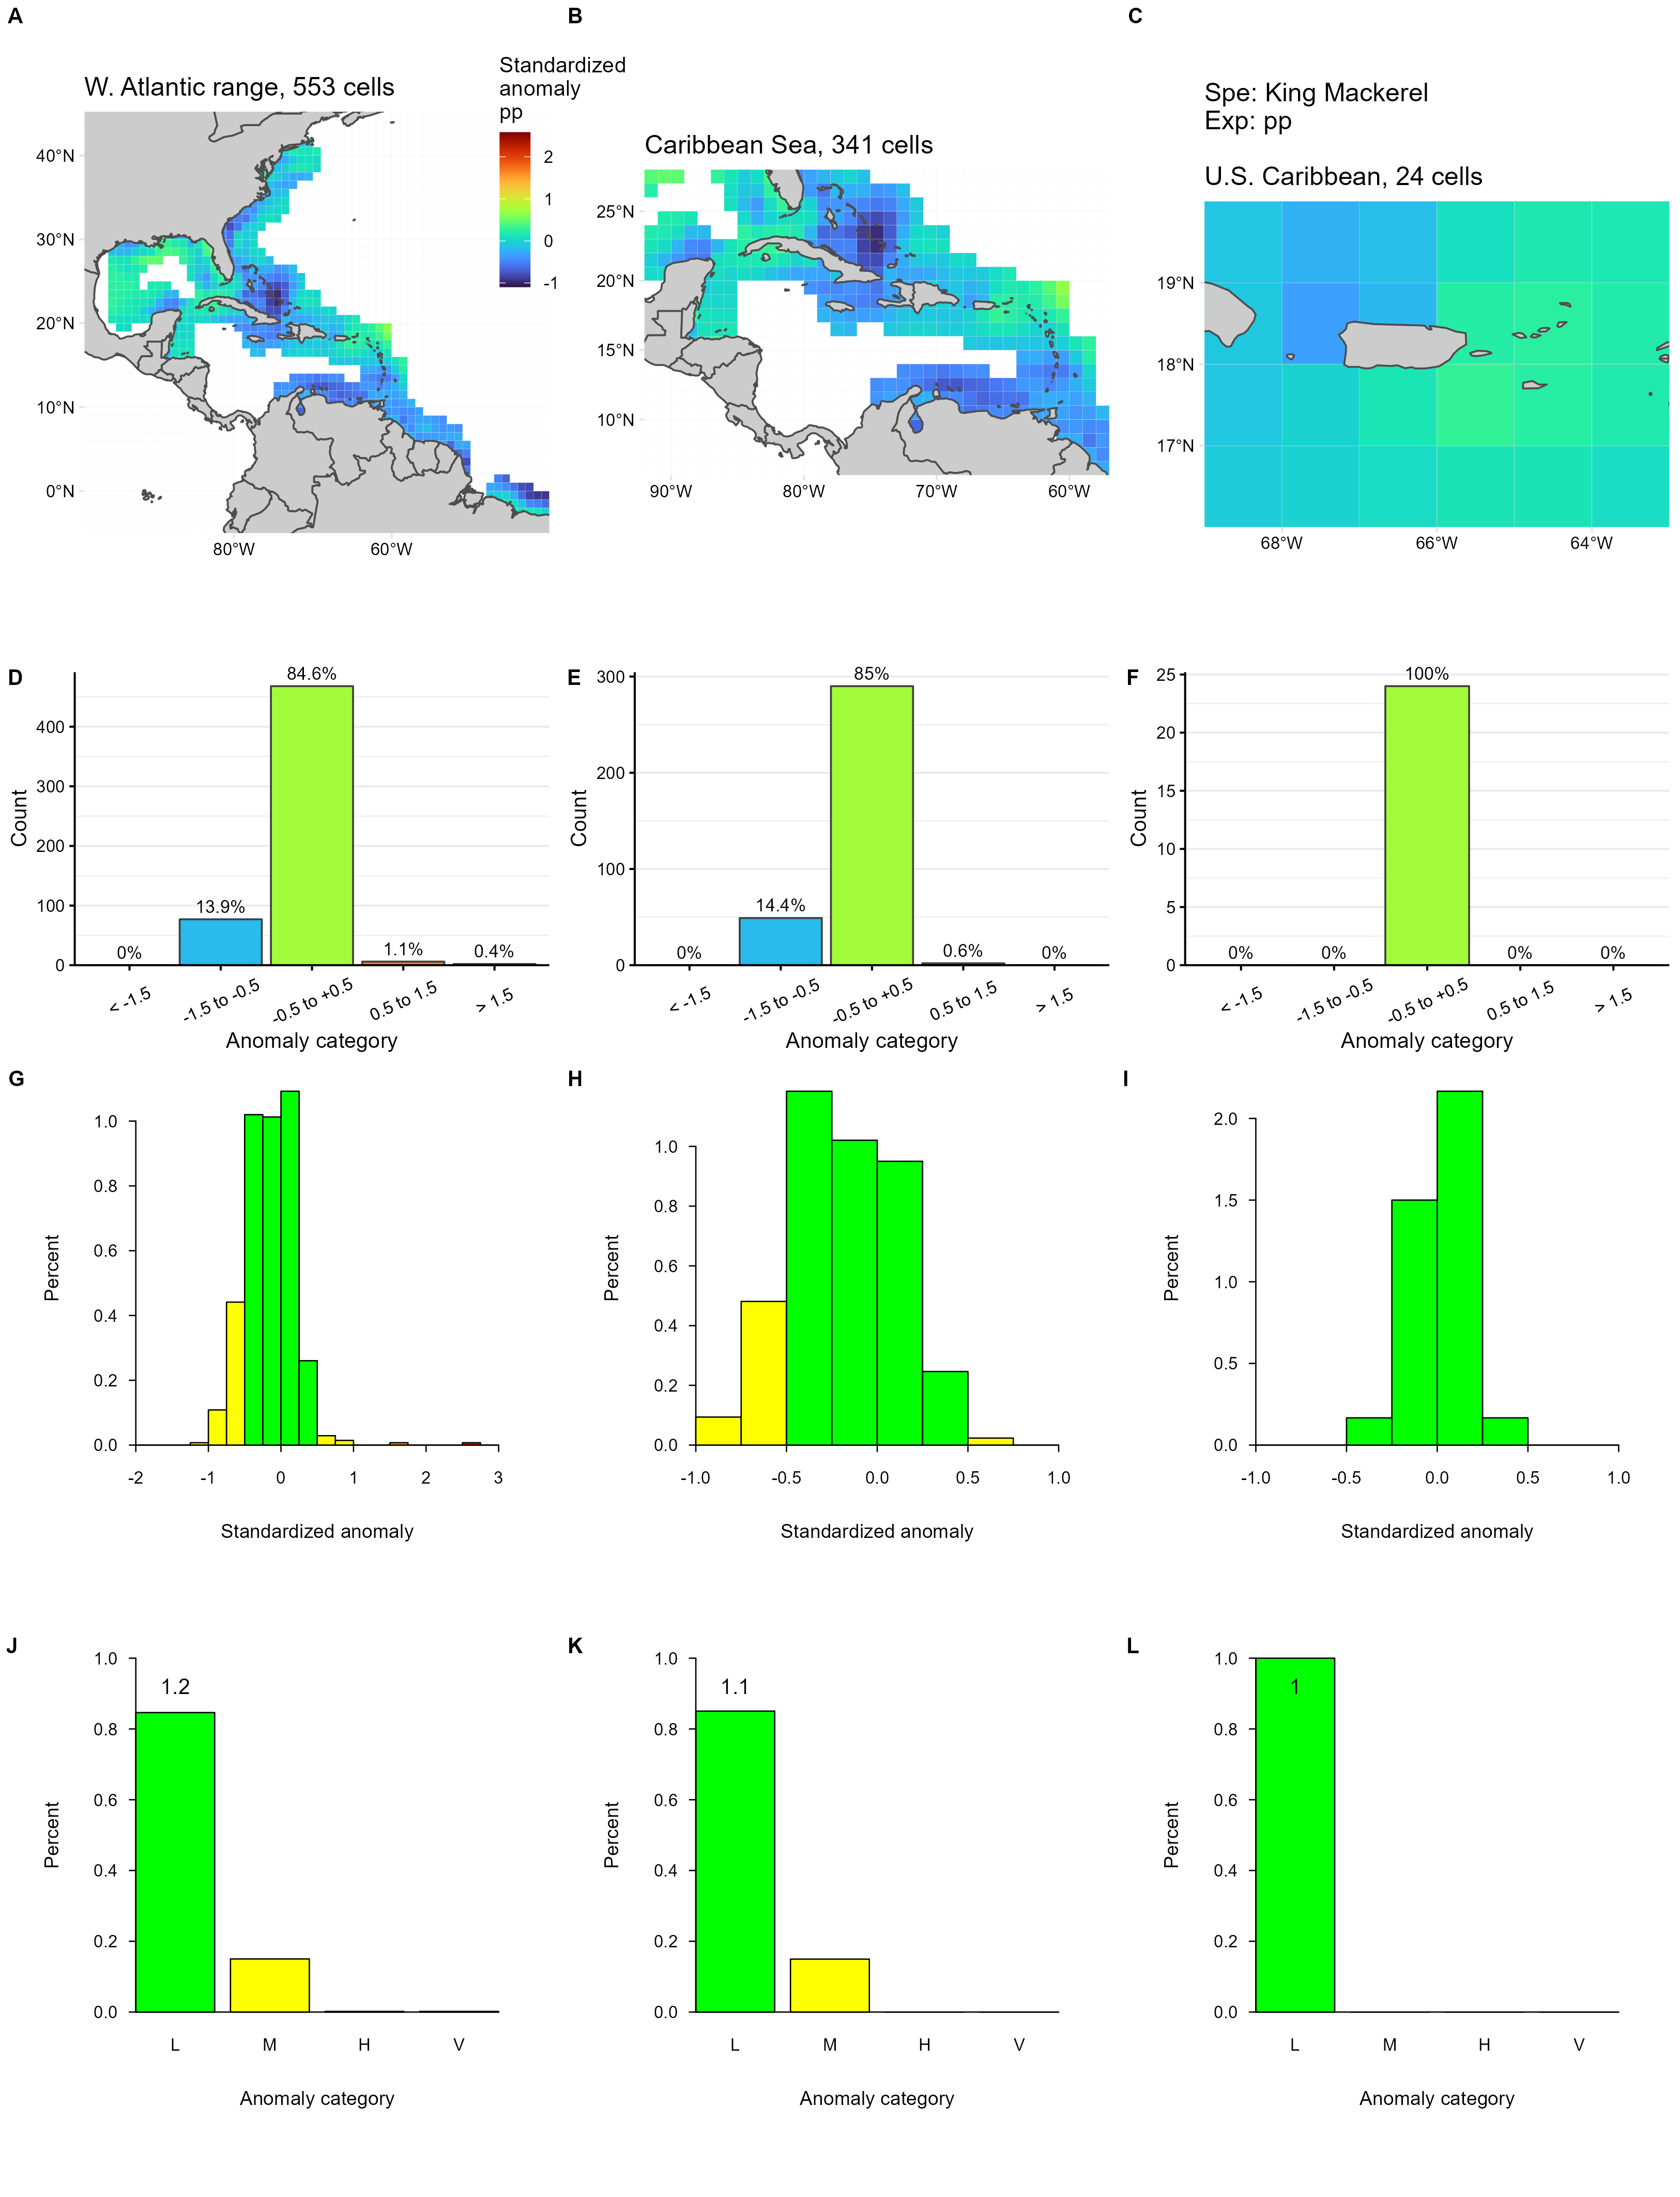 A
B
C
W. Atlantic range, 553 cells
Standardized
anomaly
pp
2
1
0
-1
40°N
30°N
20°N
10°N
0°N
80°W
60°W
Caribbean Sea, 341 cells
25°N
20°N
15°N
10°N
90°W
80°W
70°W
60°W
Spe: King Mackerel
Exp: pp
U.S. Caribbean, 24 cells
19°N
18°N
17°N
68°W
66°W
64°W
D
Count
400
300
200
100
0
0%
13.9%
84.6%
1.1%
0.4%
< -1.5
-1.5 to -0.5
-0.5 to +0.5
0.5 to 1.5
> 1.5
Anomaly category
E
Count
300
200
100
0
0%
14.4%
85%
0.6%
0%
< -1.5
-1.5 to -0.5
-0.5 to +0.5
0.5 to 1.5
> 1.5
Anomaly category
F
Count
25
20
15
10
5
0
0%
0%
100%
0%
0%
< -1.5
-1.5 to -0.5
-0.5 to +0.5
0.5 to 1.5
> 1.5
Anomaly category
G
Percent
1.0
0.8
0.6
0.4
0.2
0.0
-2
-1
0
1
2
3
Standardized anomaly
H
Percent
1.0
0.8
0.6
0.4
0.2
0.0
-1.0
-0.5
0.0
0.5
1.0
Standardized anomaly
I
Percent
2.0
1.5
1.0
0.5
0.0
-1.0
-0.5
0.0
0.5
1.0
Standardized anomaly
J
Percent
1.0
0.8
0.6
0.4
0.2
0.0
1.2
L
M
H
V
Anomaly category
K
Percent
1.0
0.8
0.6
0.4
0.2
0.0
1.1
L
M
H
V
Anomaly category
L
Percent
1.0
0.8
0.6
0.4
0.2
0.0
1
L
M
H
V
Anomaly category